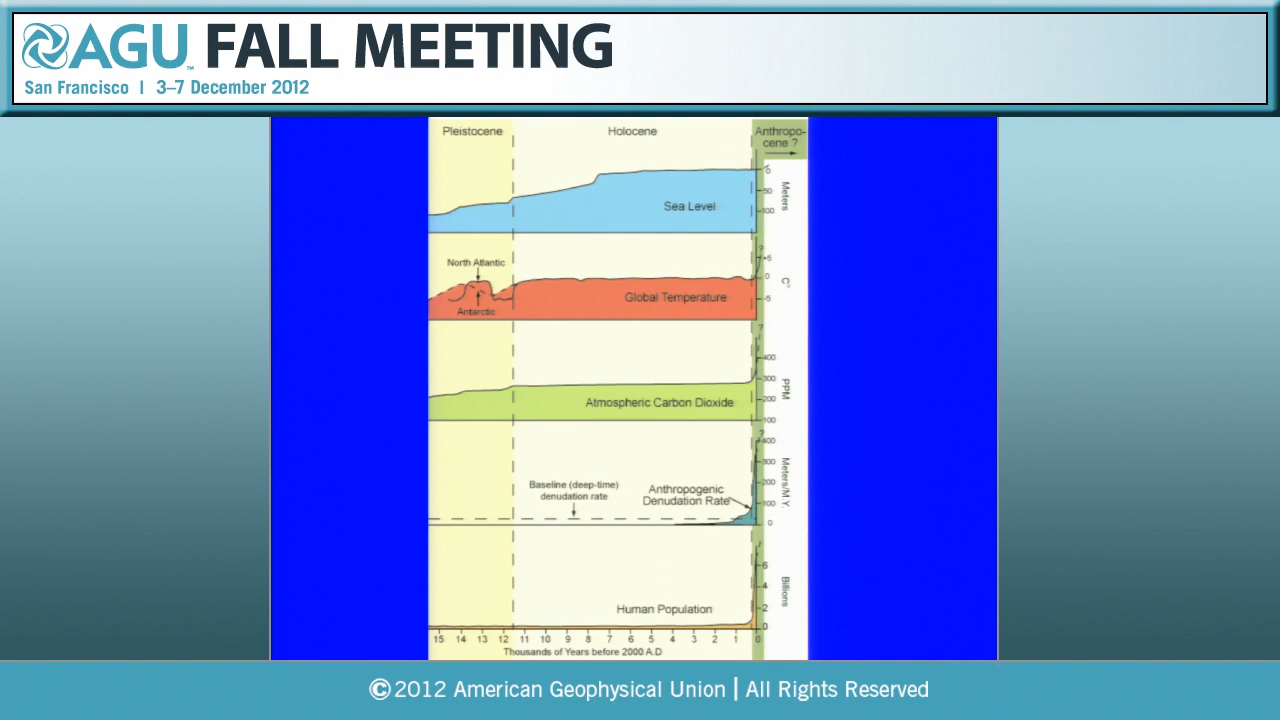 AGU FALL MEETING
TM
San Francisco | 3–7 December 2012
Pleistocene
Holocene
Anthropo-
cene ?
Sea Level
0
50
100
Meters
North Atlantic
Antarctic
Global Temperature
?
+5
0
-5
C°
Atmospheric Carbon Dioxide
?
400
300
200
100
PPM
Baseline (deep-time)
denudation rate
Anthropogenic
Denudation Rate
?
400
300
200
100
0
Meters/M.Y.
Human Population
6
4
2
0
Billions
15 14 13 12 11 10 9 8 7 6 5 4 3 2 1 0
Thousands of Years before 2000 A.D
©2012 American Geophysical Union | All Rights Reserved